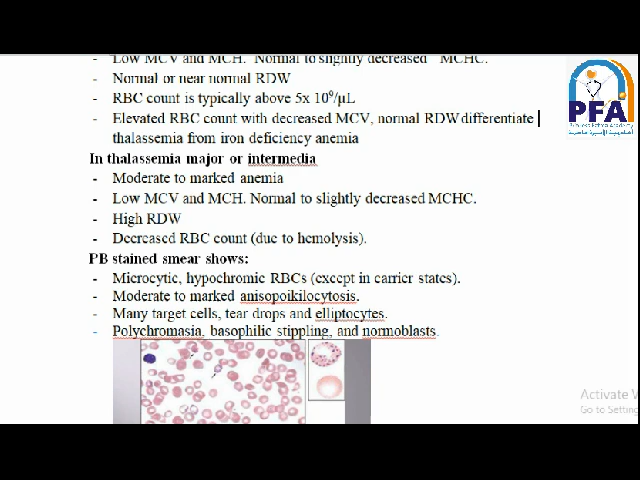 - Low MCV and MCH. Normal to slightly decreased MCHC.
- Normal or near normal RDW
- RBC count is typically above 5x 10⁹/μL
- Elevated RBC count with decreased MCV, normal RDW differentiate
thalassemia from iron deficiency anemia
In thalassemia major or intermedia
- Moderate to marked anemia
- Low MCV and MCH. Normal to slightly decreased MCHC.
- High RDW
- Decreased RBC count (due to hemolysis).
PB stained smear shows:
- Microcytic, hypochromic RBCs (except in carrier states).
- Moderate to marked anisopoikilocytosis.
- Many target cells, tear drops and elliptocytes.
- Polychromasia, basophilic stippling, and normoblasts.
PFA
Activate
Go to Setting